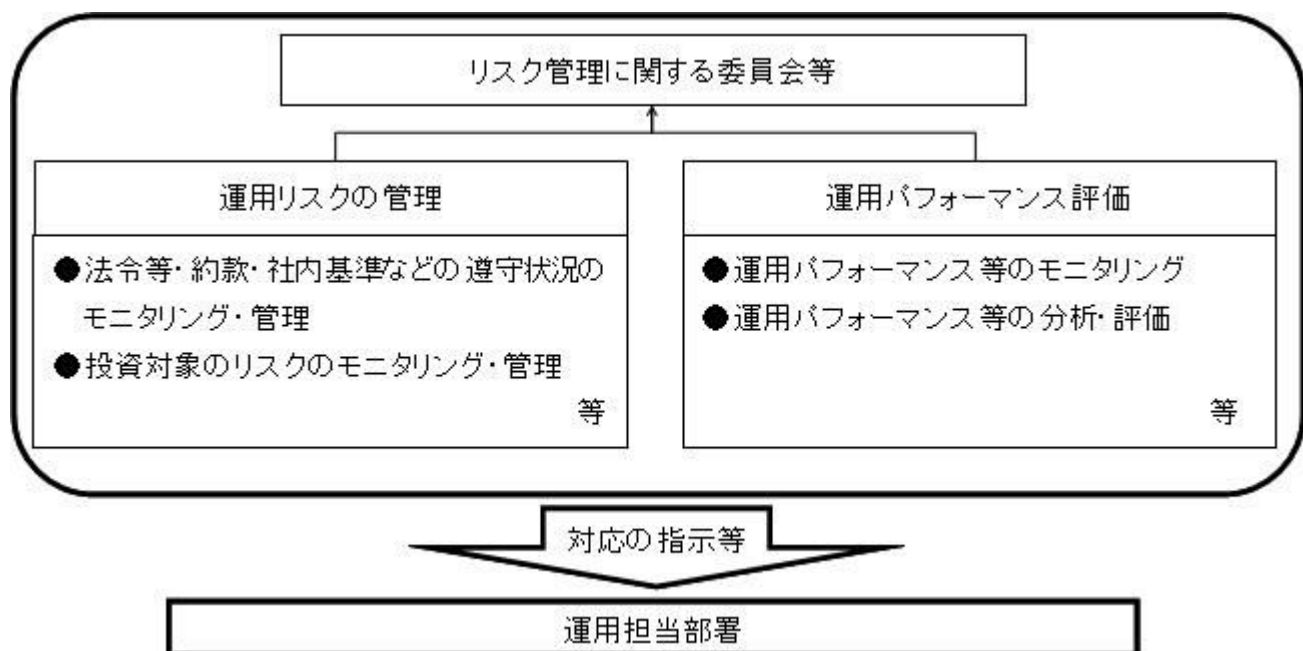 リスク管理に関する委員会等
運用リスクの管理
●法令等・約款・社内基準などの遵守状況の
モニタリング・管理
●投資対象のリスクのモニタリング・管理
等
運用パフォーマンス評価
●運用パフォーマンス等のモニタリング
●運用パフォーマンス等の分析・評価
等
対応の指示等
運用担当部署